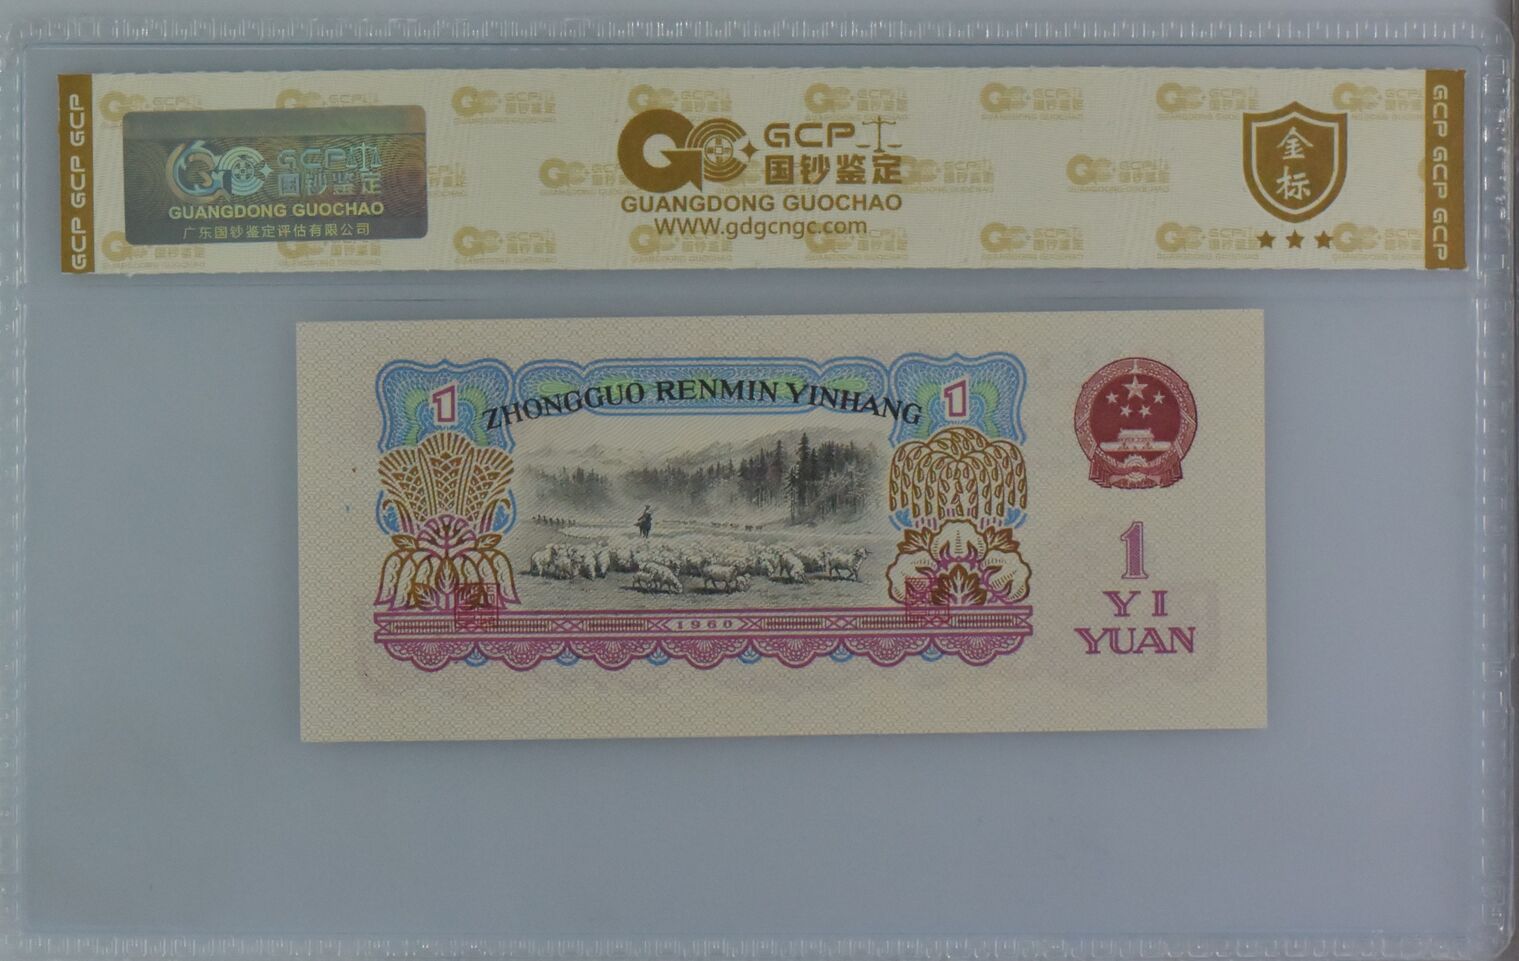 GCP GCP GCP
GCP
国钞鉴定
GUANGDONG GUOCHAO
广东国钞鉴定评估有限公司
GCP
国钞鉴定
GUANGDONG GUOCHAO
WWW.gdgcngc.com
金
标
GCP GCP GCP
1
ZHONGGUO RENMIN YINHANG
1
1960
1
YI
YUAN